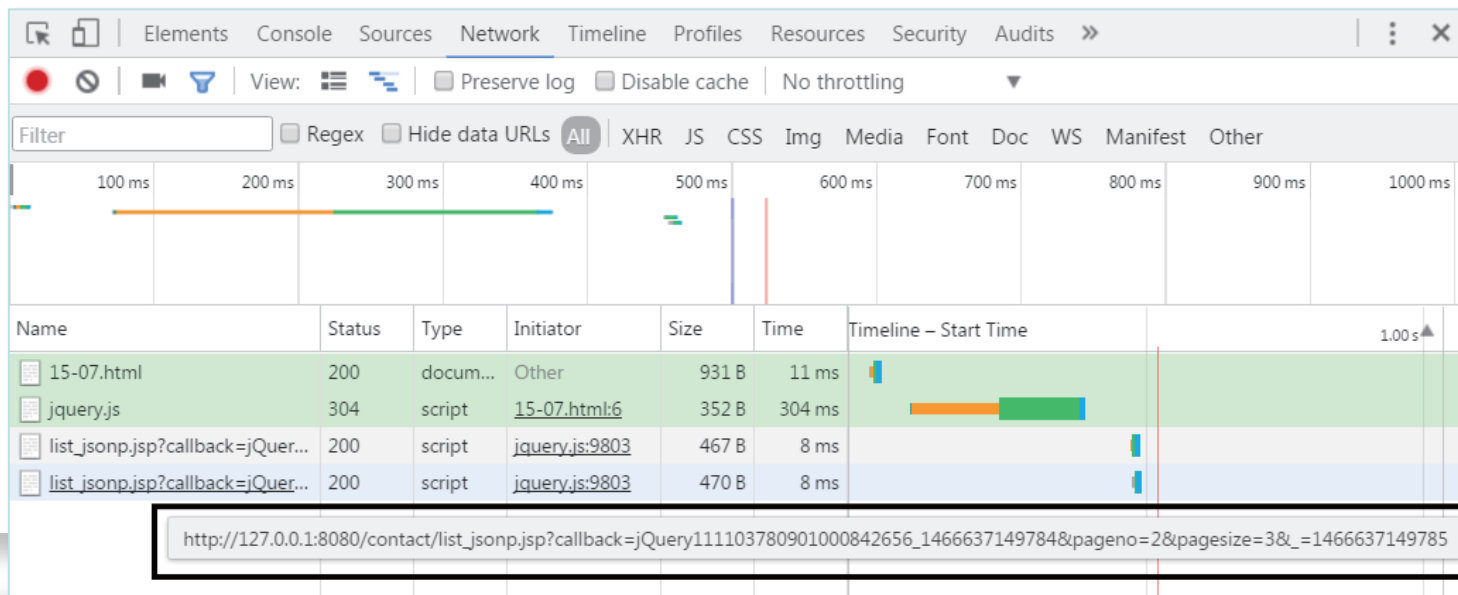 Elements Console Sources Network Timeline Profiles Resources Security Audits »
View: Preserve log Disable cache No throttling ▼
Filter Regex Hide data URLs All XHR JS CSS Img Media Font Doc WS Manifest Other
100 ms 200 ms 300 ms 400 ms 500 ms 600 ms 700 ms 800 ms 900 ms 1000 ms
Name Status Type Initiator Size Time Timeline – Start Time 1.00 s
15-07.html 200 docum... Other 931 B 11 ms
jquery.js 304 script 15-07.html:6 352 B 304 ms
list_jsonp.jsp?callback=jQuer... 200 script jquery.js:9803 467 B 8 ms
list_jsonp.jsp?callback=jQuer... 200 script jquery.js:9803 470 B 8 ms
http://127.0.0.1:8080/contact/list_jsonp.jsp?callback=jQuery111103780901000842656_1466637149784&pageno=2&pagesize=3&_=1466637149785